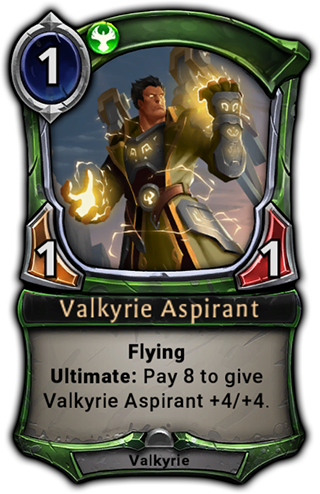 1
1
1
Valkyrie Aspirant
Flying
Ultimate: Pay 8 to give
Valkyrie Aspirant +4/+4.
Valkyrie